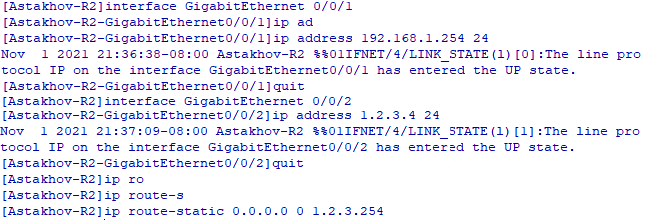 [Astakhov-R2]interface GigabitEthernet 0/0/1
[Astakhov-R2-GigabitEthernet0/0/1]ip ad
[Astakhov-R2-GigabitEthernet0/0/1]ip address 192.168.1.254 24
Nov  1 2021 21:36:38-08:00 Astakhov-R2 %%01IFNET/4/LINK_STATE(l)[0]:The line pro
tocol IP on the interface GigabitEthernet0/0/1 has entered the UP state.
[Astakhov-R2-GigabitEthernet0/0/1]quit
[Astakhov-R2]interface GigabitEthernet 0/0/2
[Astakhov-R2-GigabitEthernet0/0/2]ip address 1.2.3.4 24
Nov  1 2021 21:37:09-08:00 Astakhov-R2 %%01IFNET/4/LINK_STATE(l)[1]:The line pro
tocol IP on the interface GigabitEthernet0/0/2 has entered the UP state.
[Astakhov-R2-GigabitEthernet0/0/2]quit
[Astakhov-R2]ip ro
[Astakhov-R2]ip route-s
[Astakhov-R2]ip route-static 0.0.0.0 0 1.2.3.254